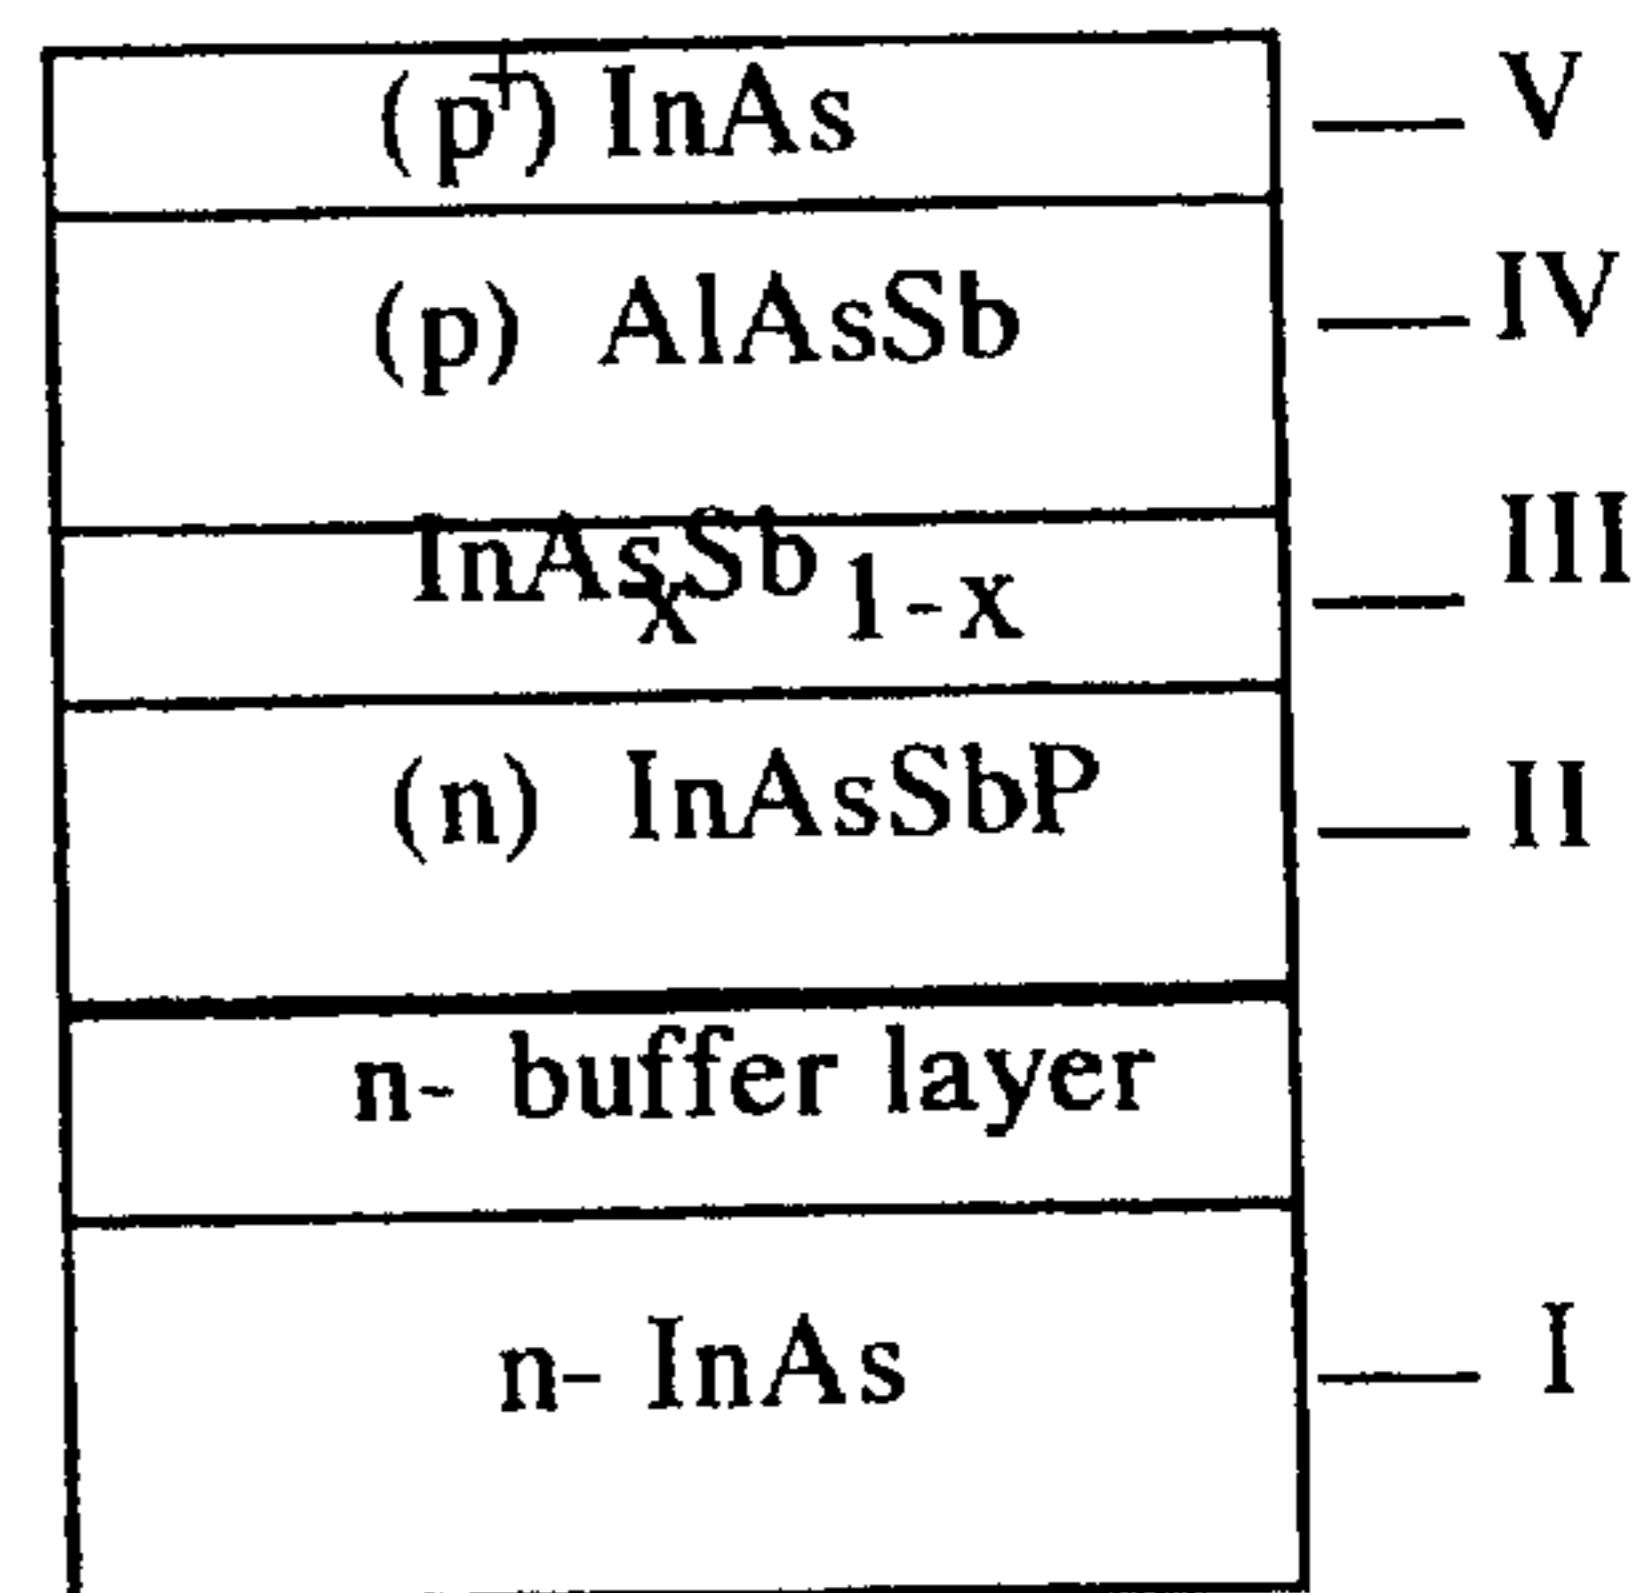 (p⁺) InAs — V
(p) AlAsSb — IV
InAsₓSb₁₋ₓ — III
(n) InAsSbP — II
n- buffer layer
n- InAs — I